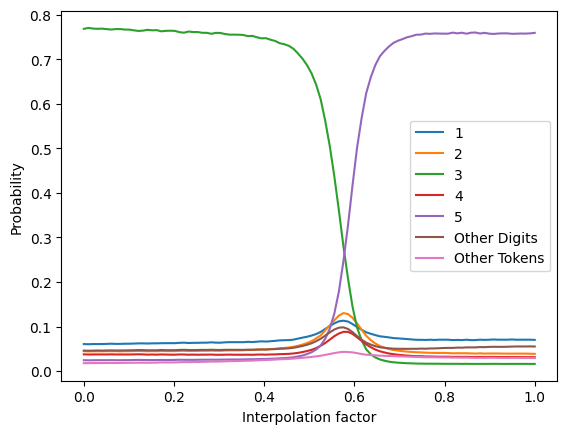 0.8
0.7
0.6
0.5
0.4
0.3
0.2
0.1
0.0
Probability
1
2
3
4
5
Other Digits
Other Tokens
0.0 0.2 0.4 0.6 0.8 1.0
Interpolation factor